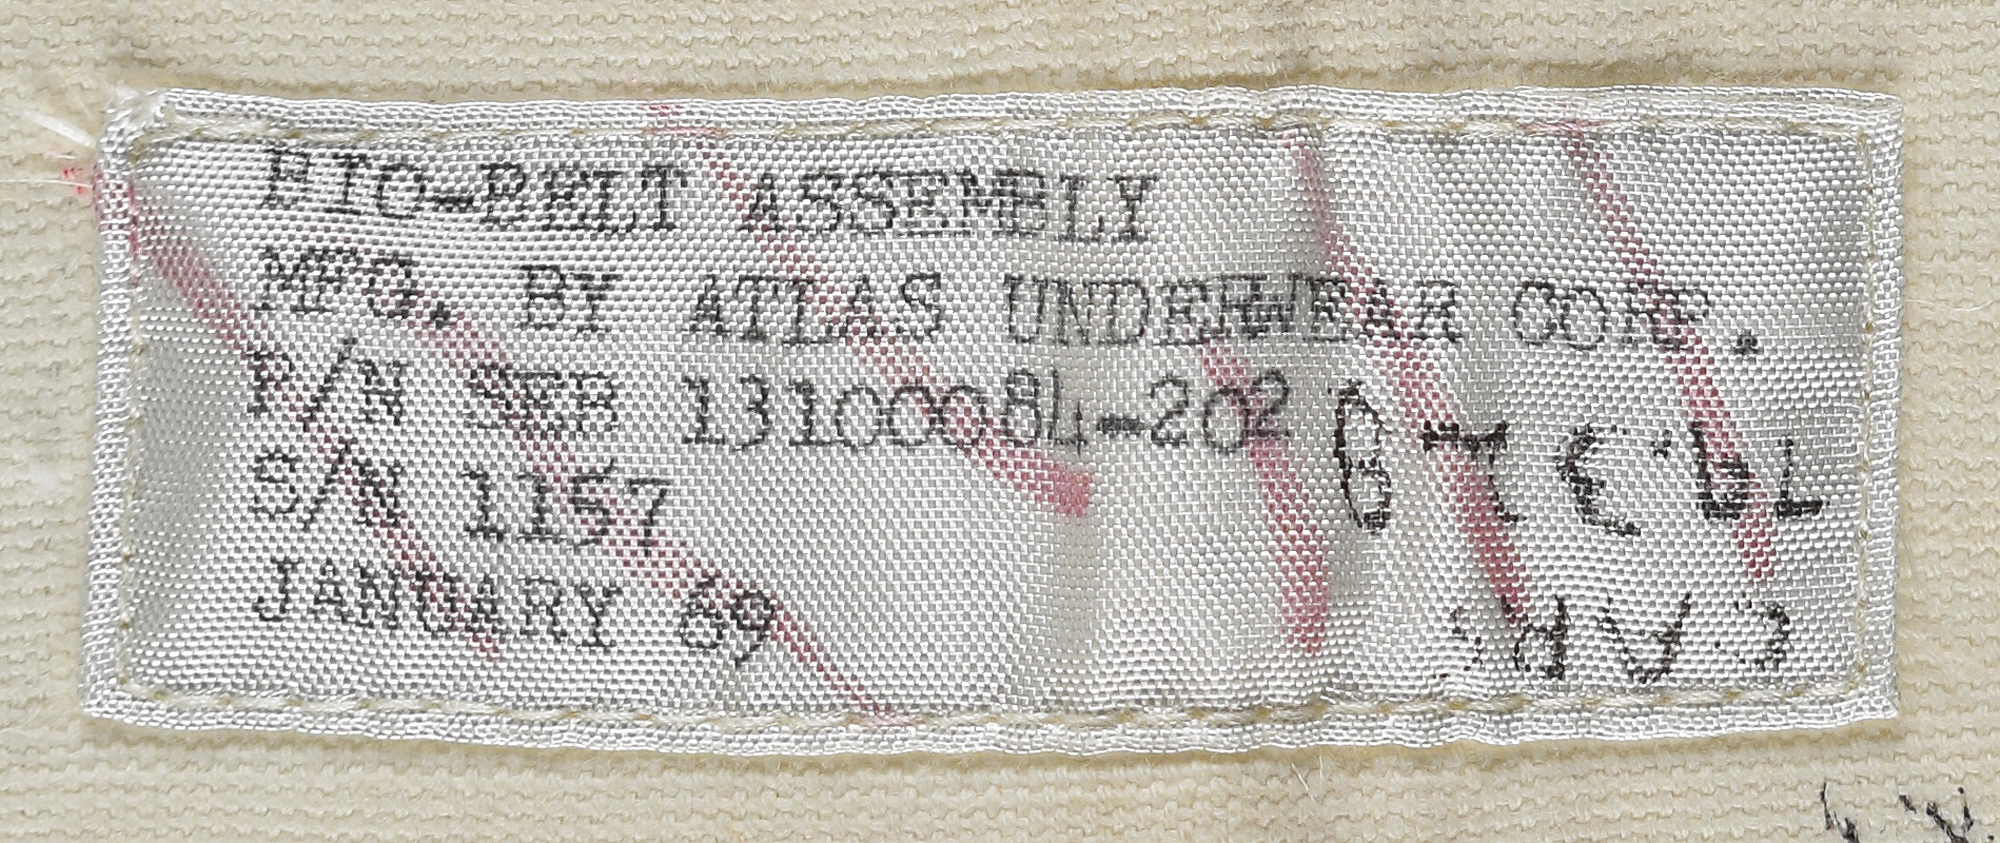 BIO-BELT ASSEMBLY
MFG. BY ATLAS UNDERWEAR CORP.
P/N SEB 13100084-202
S/N 1157
JANUARY 69